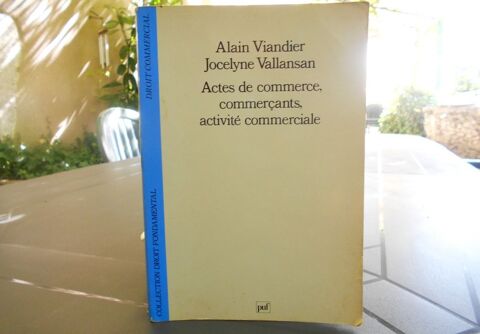 Alain Viandier
Jocelyne Vallansan
Actes de commerce,
commerçants,
activité commerciale
puf
DROIT COMMERCIAL
COLLECTION DROIT FONDAMENTAL